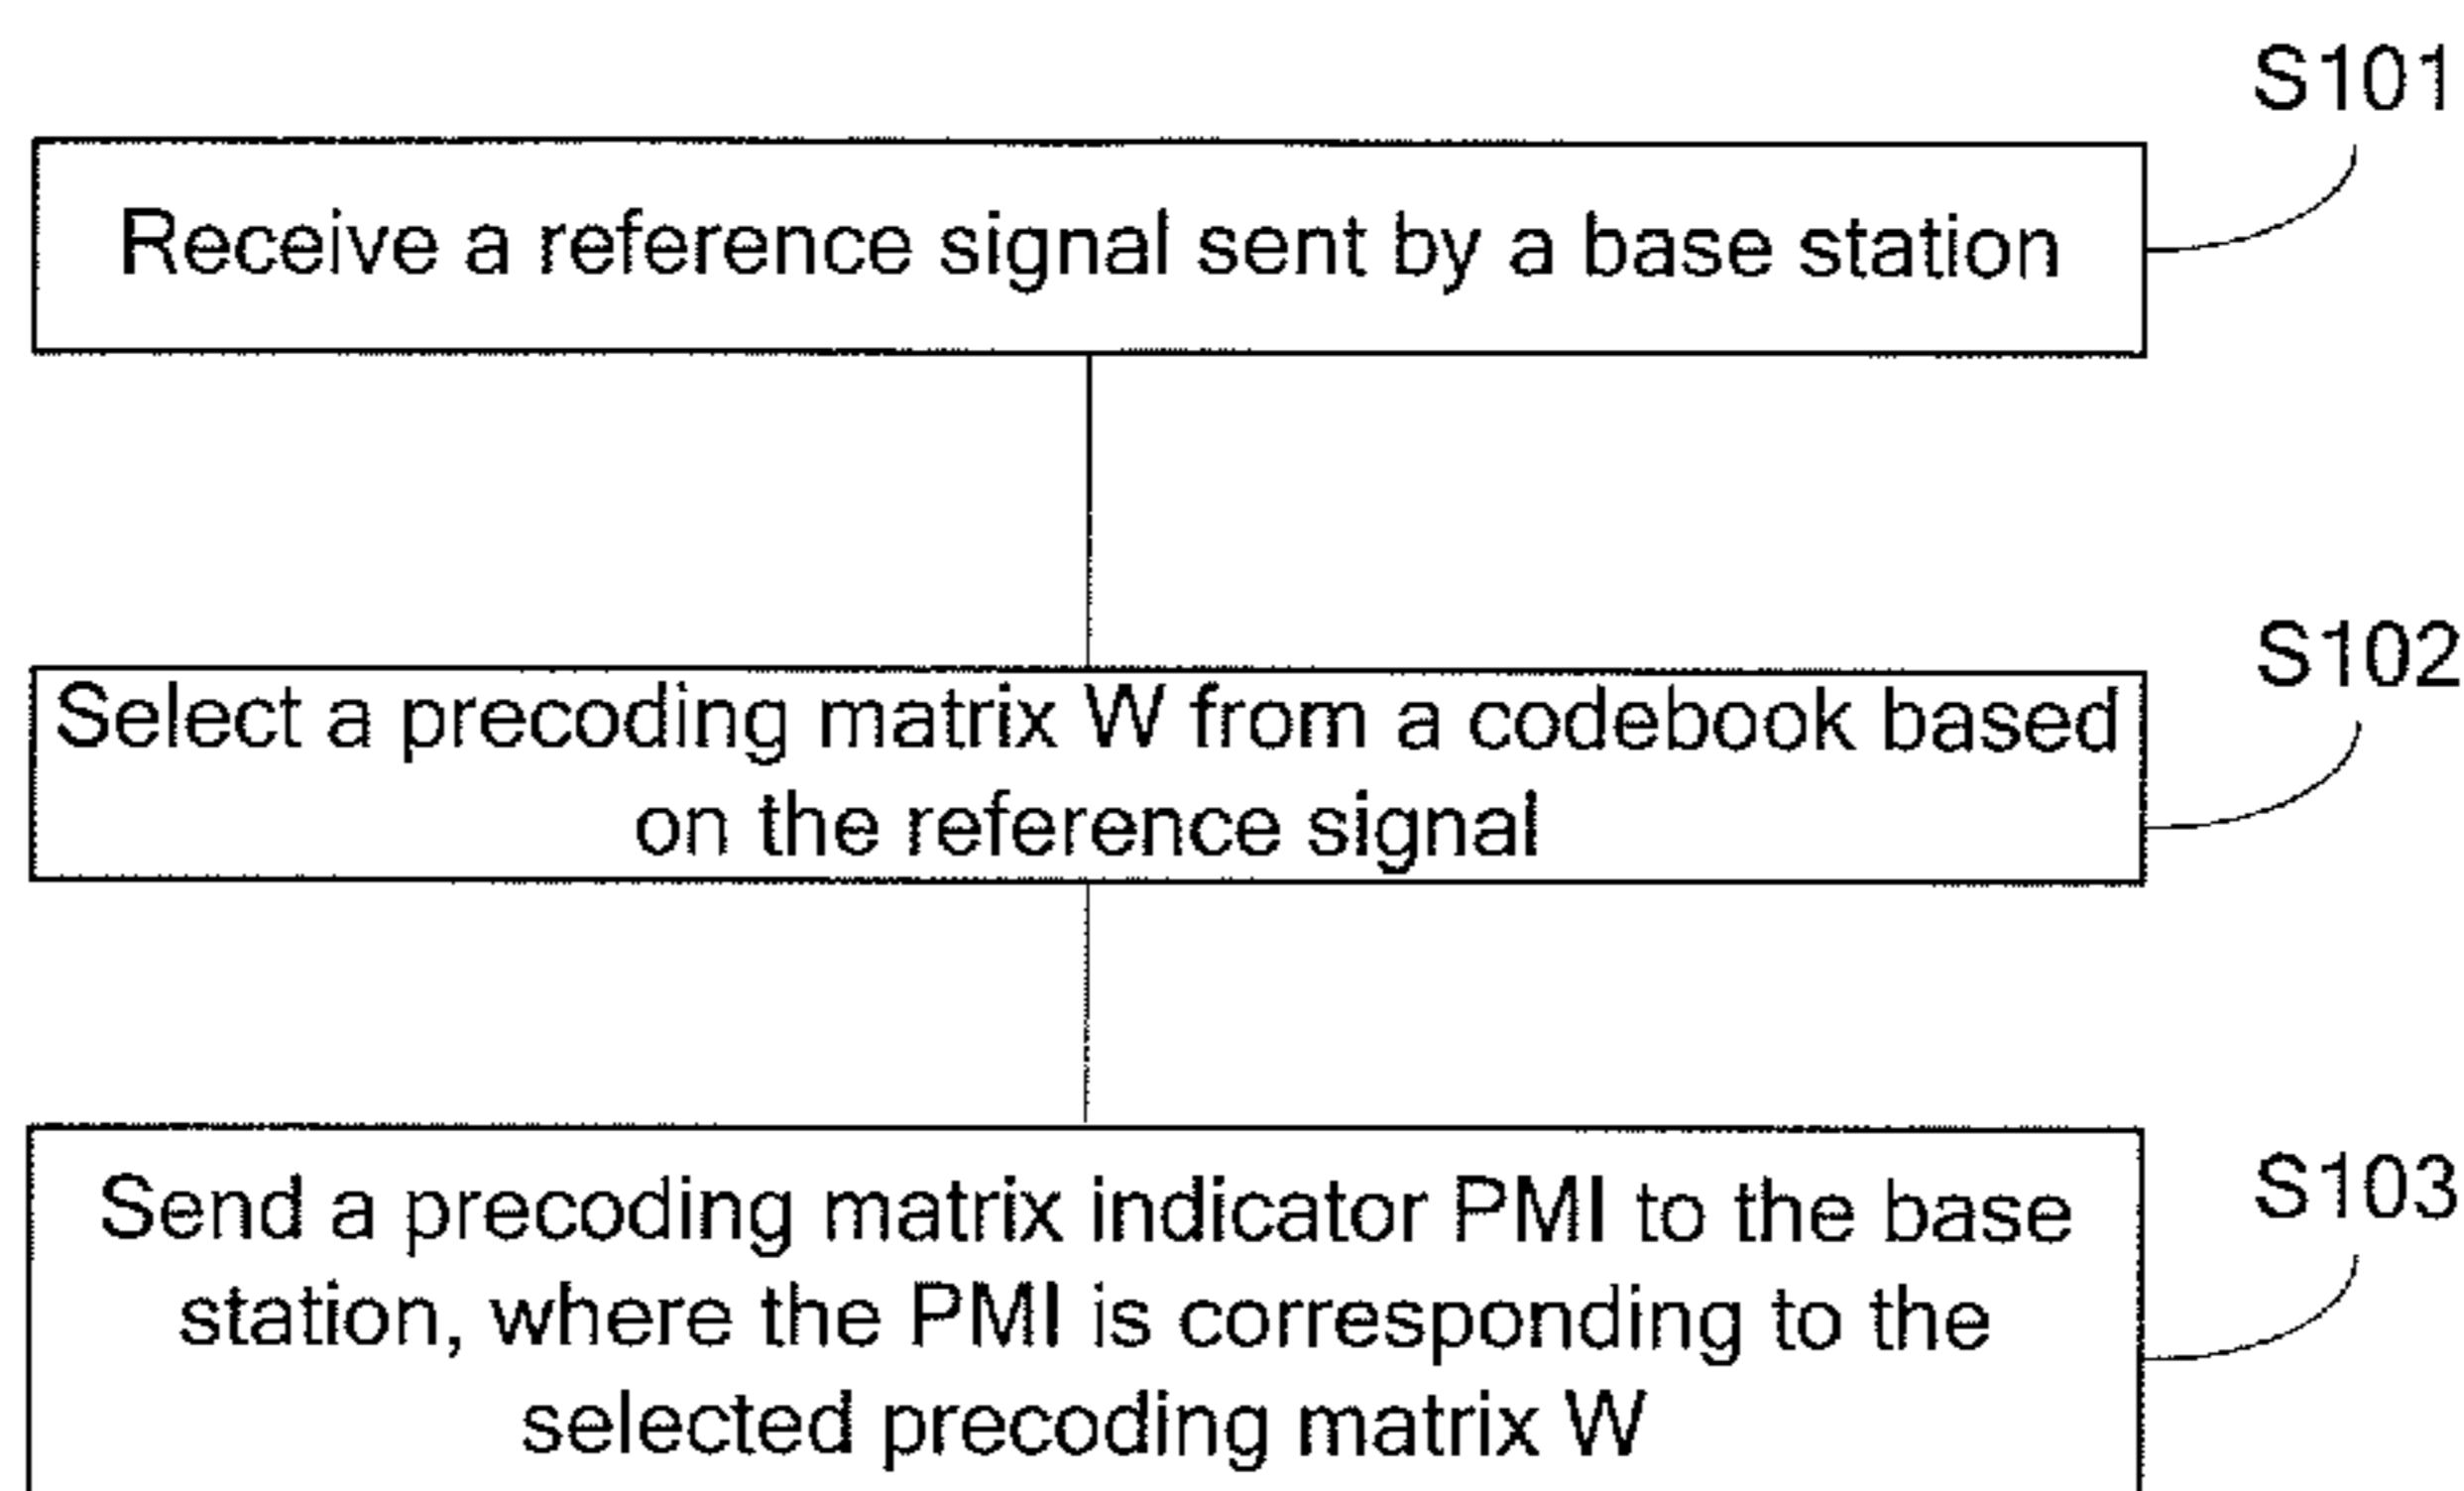 S101
Receive a reference signal sent by a base station
S102
Select a precoding matrix W from a codebook based
on the reference signal
S103
Send a precoding matrix indicator PMI to the base
station, where the PMI is corresponding to the
selected precoding matrix W